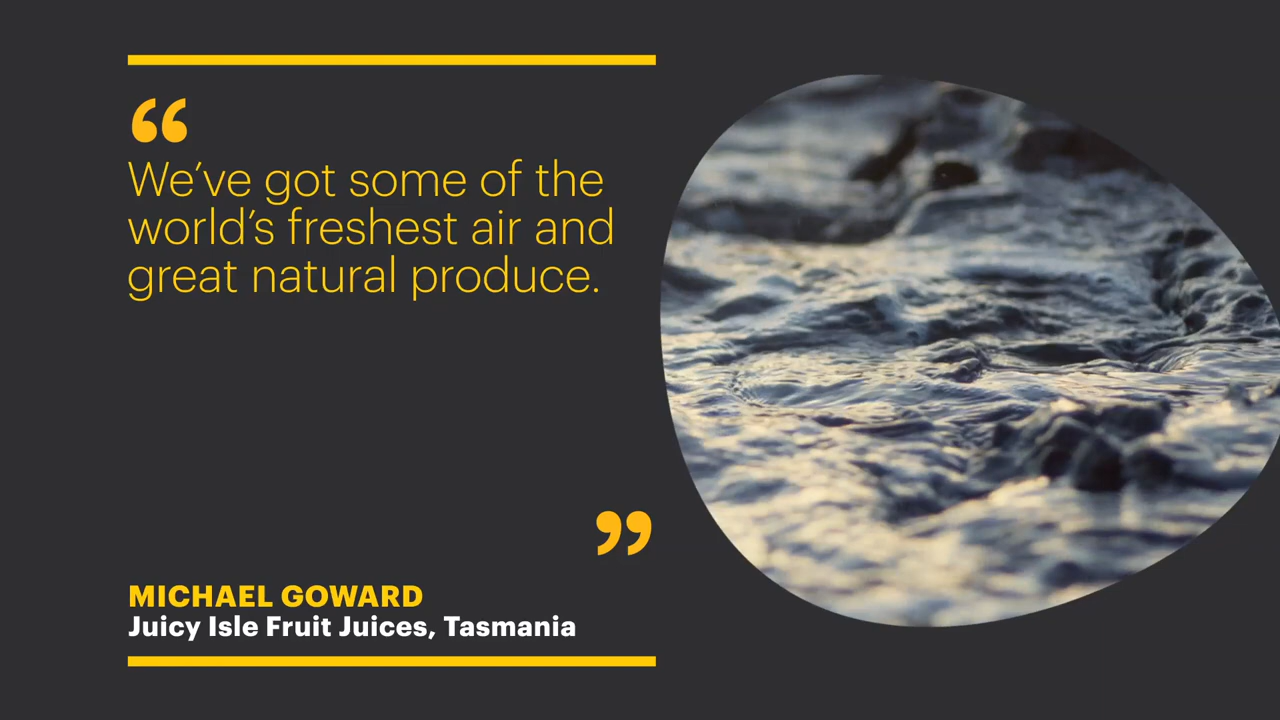 “
We’ve got some of the
world’s freshest air and
great natural produce.
”
MICHAEL GOWARD
Juicy Isle Fruit Juices, Tasmania